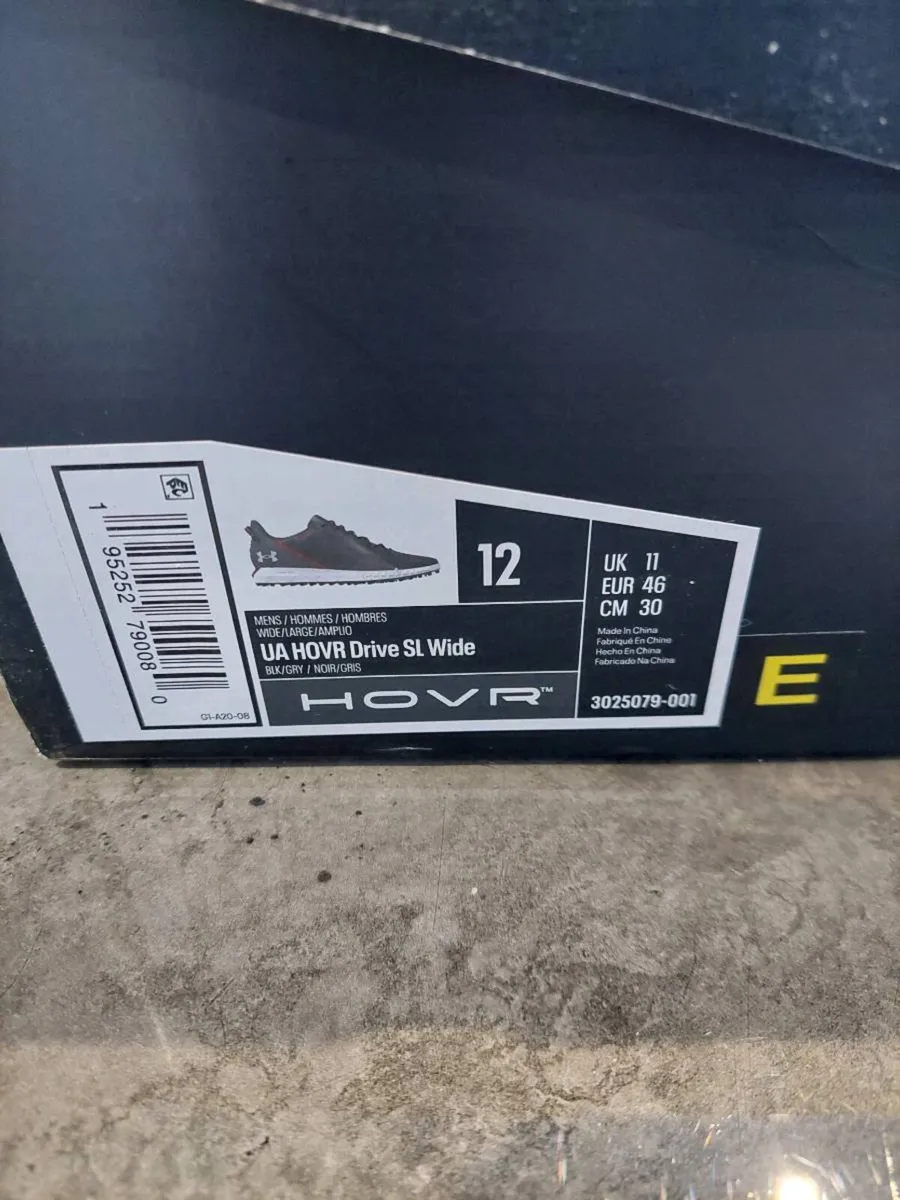 1 95252 79008 0
G1-A20-08
12
UK 11
EUR 46
CM 30
MENS / HOMMES / HOMBRES
WIDE/LARGE/AMPLIO
UA HOVR Drive SL Wide
BLK/GRY / NOIR/GRIS
HOVR™
Made In China
Fabriqué En Chine
Hecho En China
Fabricado Na China
3025079-001
E